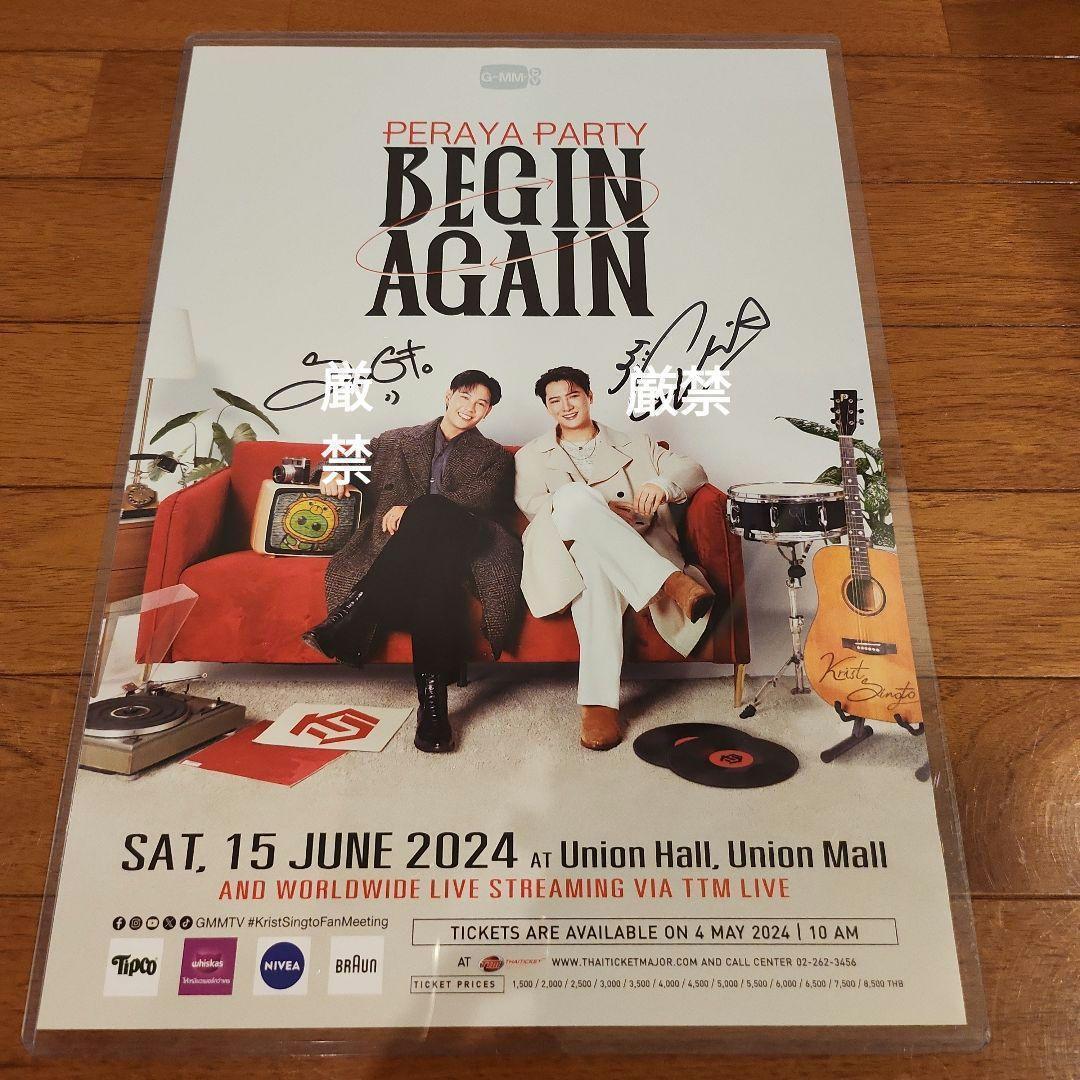 G-MM TV
PERAYA PARTY
BEGIN
AGAIN
厳禁
厳禁
Krist
Singto
SAT, 15 JUNE 2024 AT Union Hall, Union Mall
AND WORLDWIDE LIVE STREAMING VIA TTM LIVE
GMMTV #KristSingtoFanMeeting
TICKETS ARE AVAILABLE ON 4 MAY 2024 | 10 AM
AT THAITICKET WWW.THAITICKETMAJOR.COM AND CALL CENTER 02-262-3456
TICKET PRICES 1,500 / 2,000 / 2,500 / 3,000 / 3,500 / 4,000 / 4,500 / 5,000 / 5,500 / 6,000 / 6,500 / 7,500 / 8,500 THB
TIPCO
whiskas
NIVEA
BRAUN